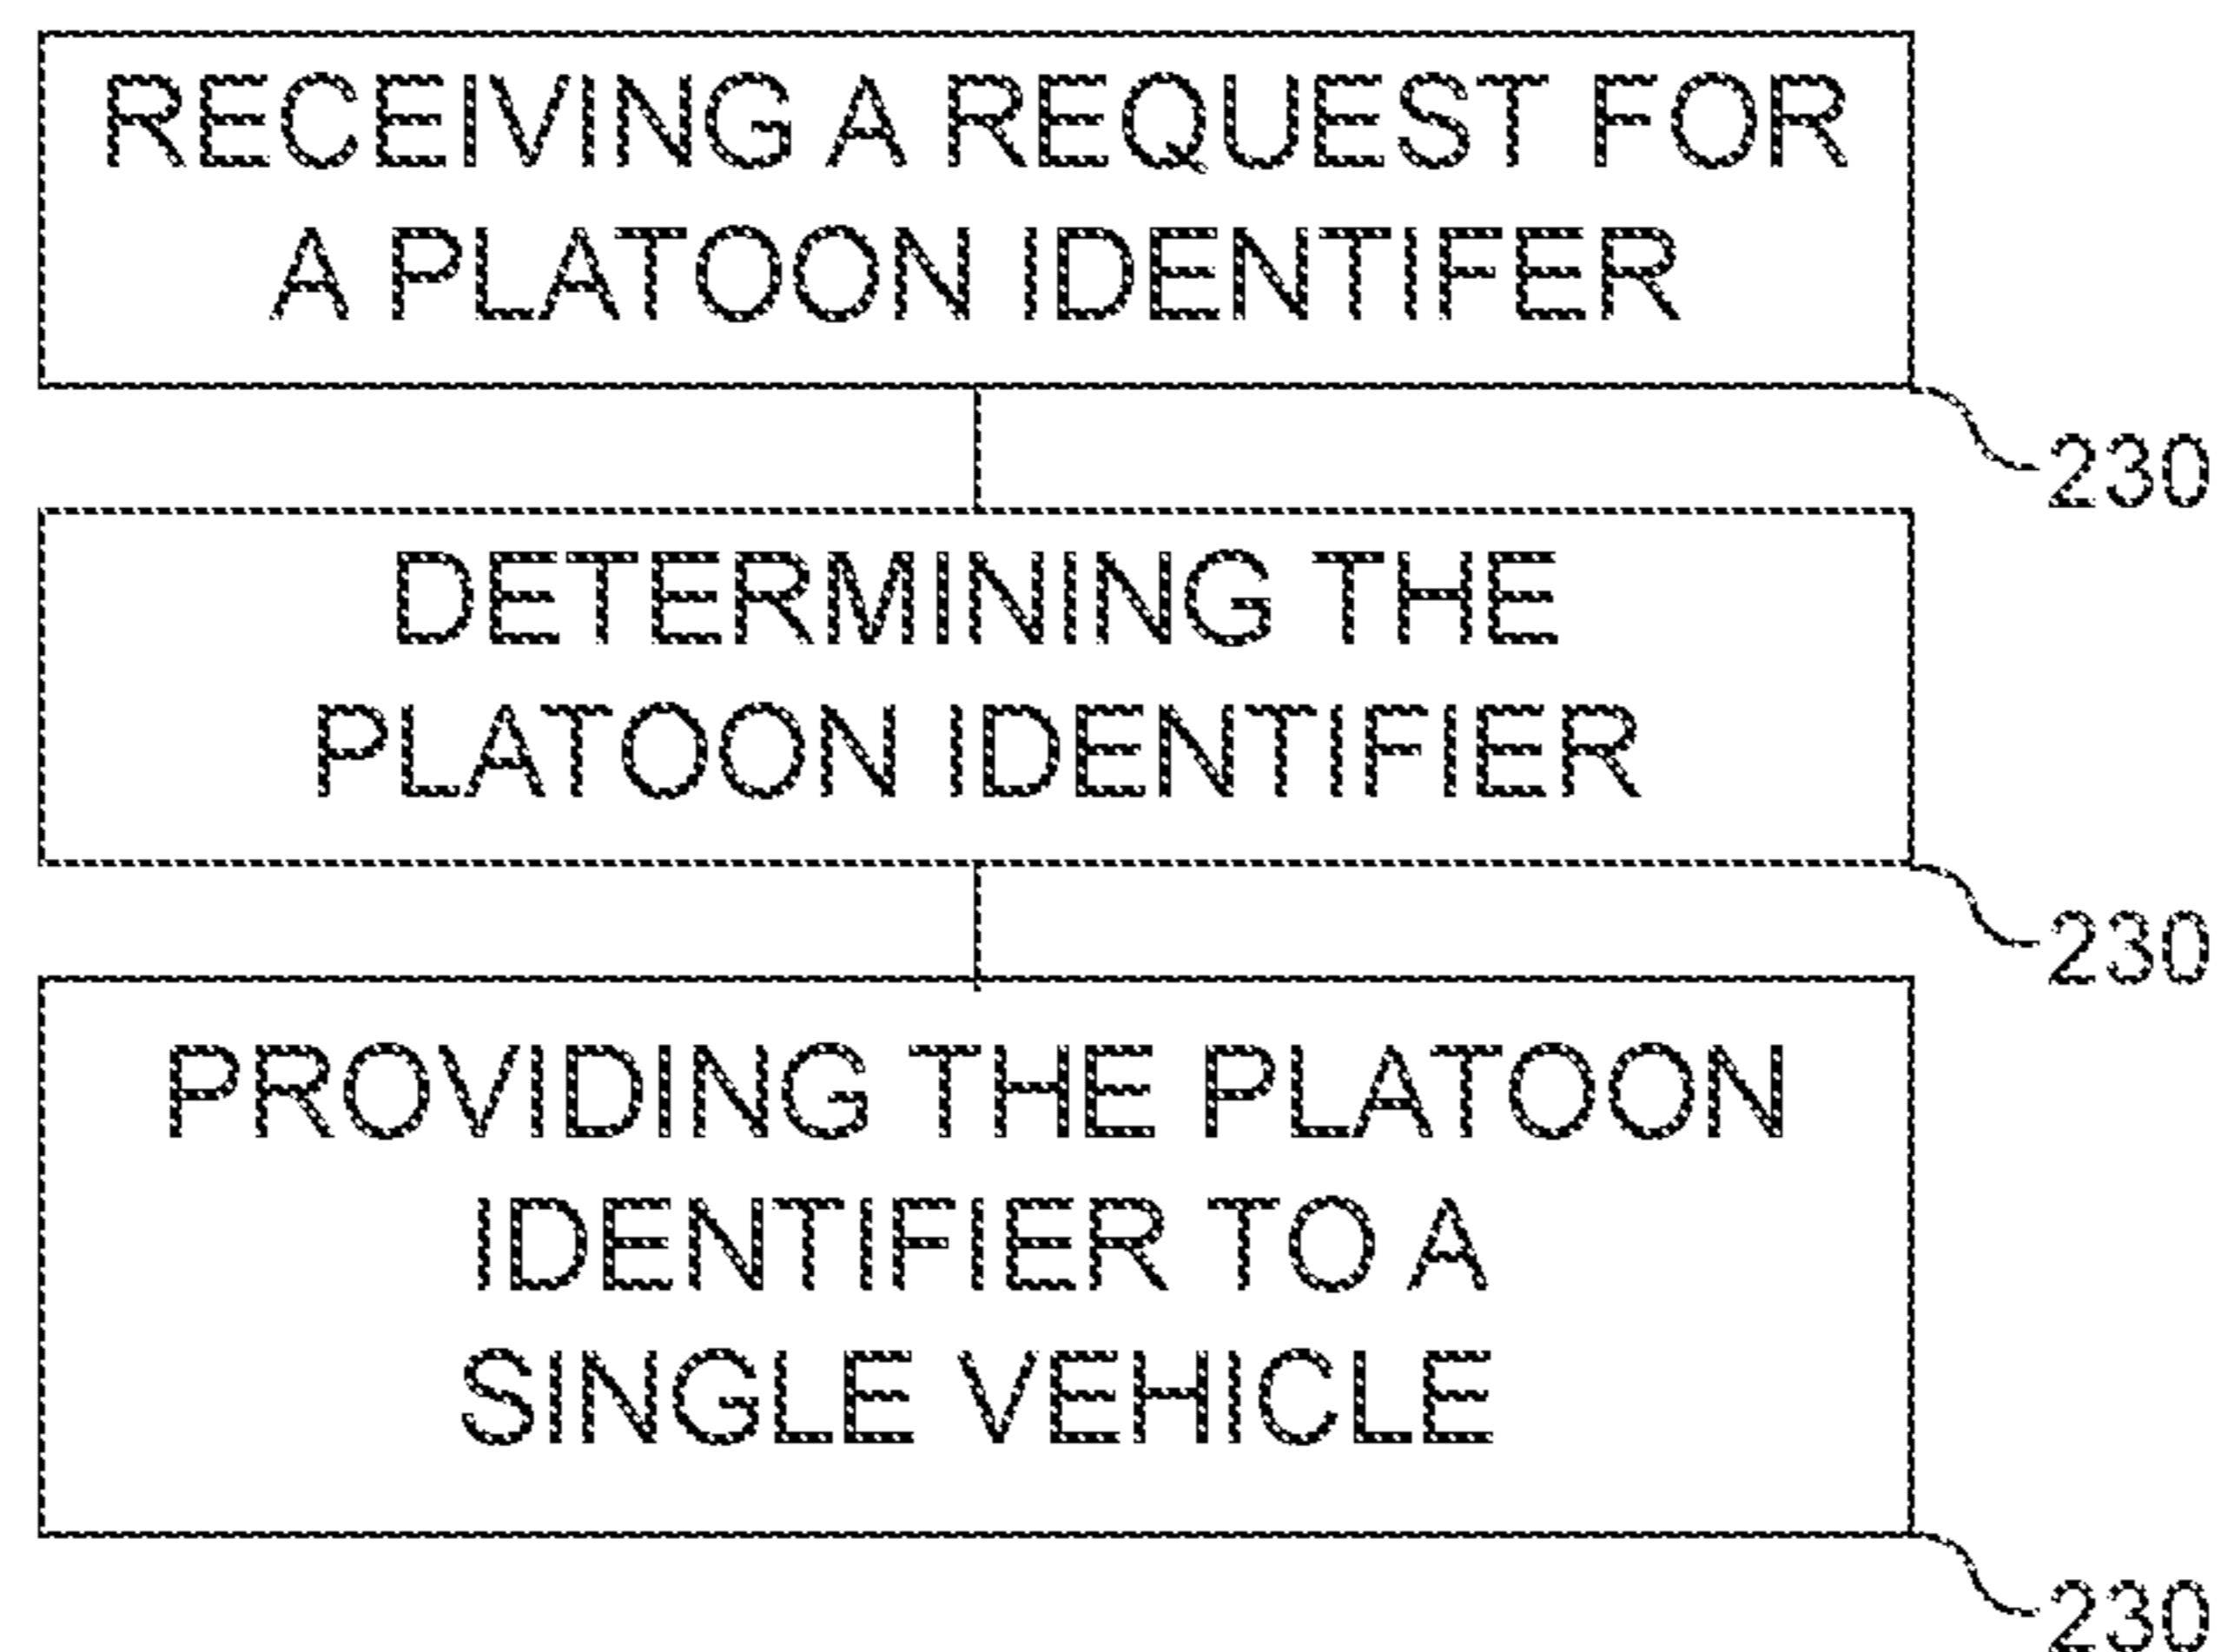 RECEIVING A REQUEST FOR
A PLATOON IDENTIFER
230
DETERMINING THE
PLATOON IDENTIFIER
230
PROVIDING THE PLATOON
IDENTIFIER TO A
SINGLE VEHICLE
230